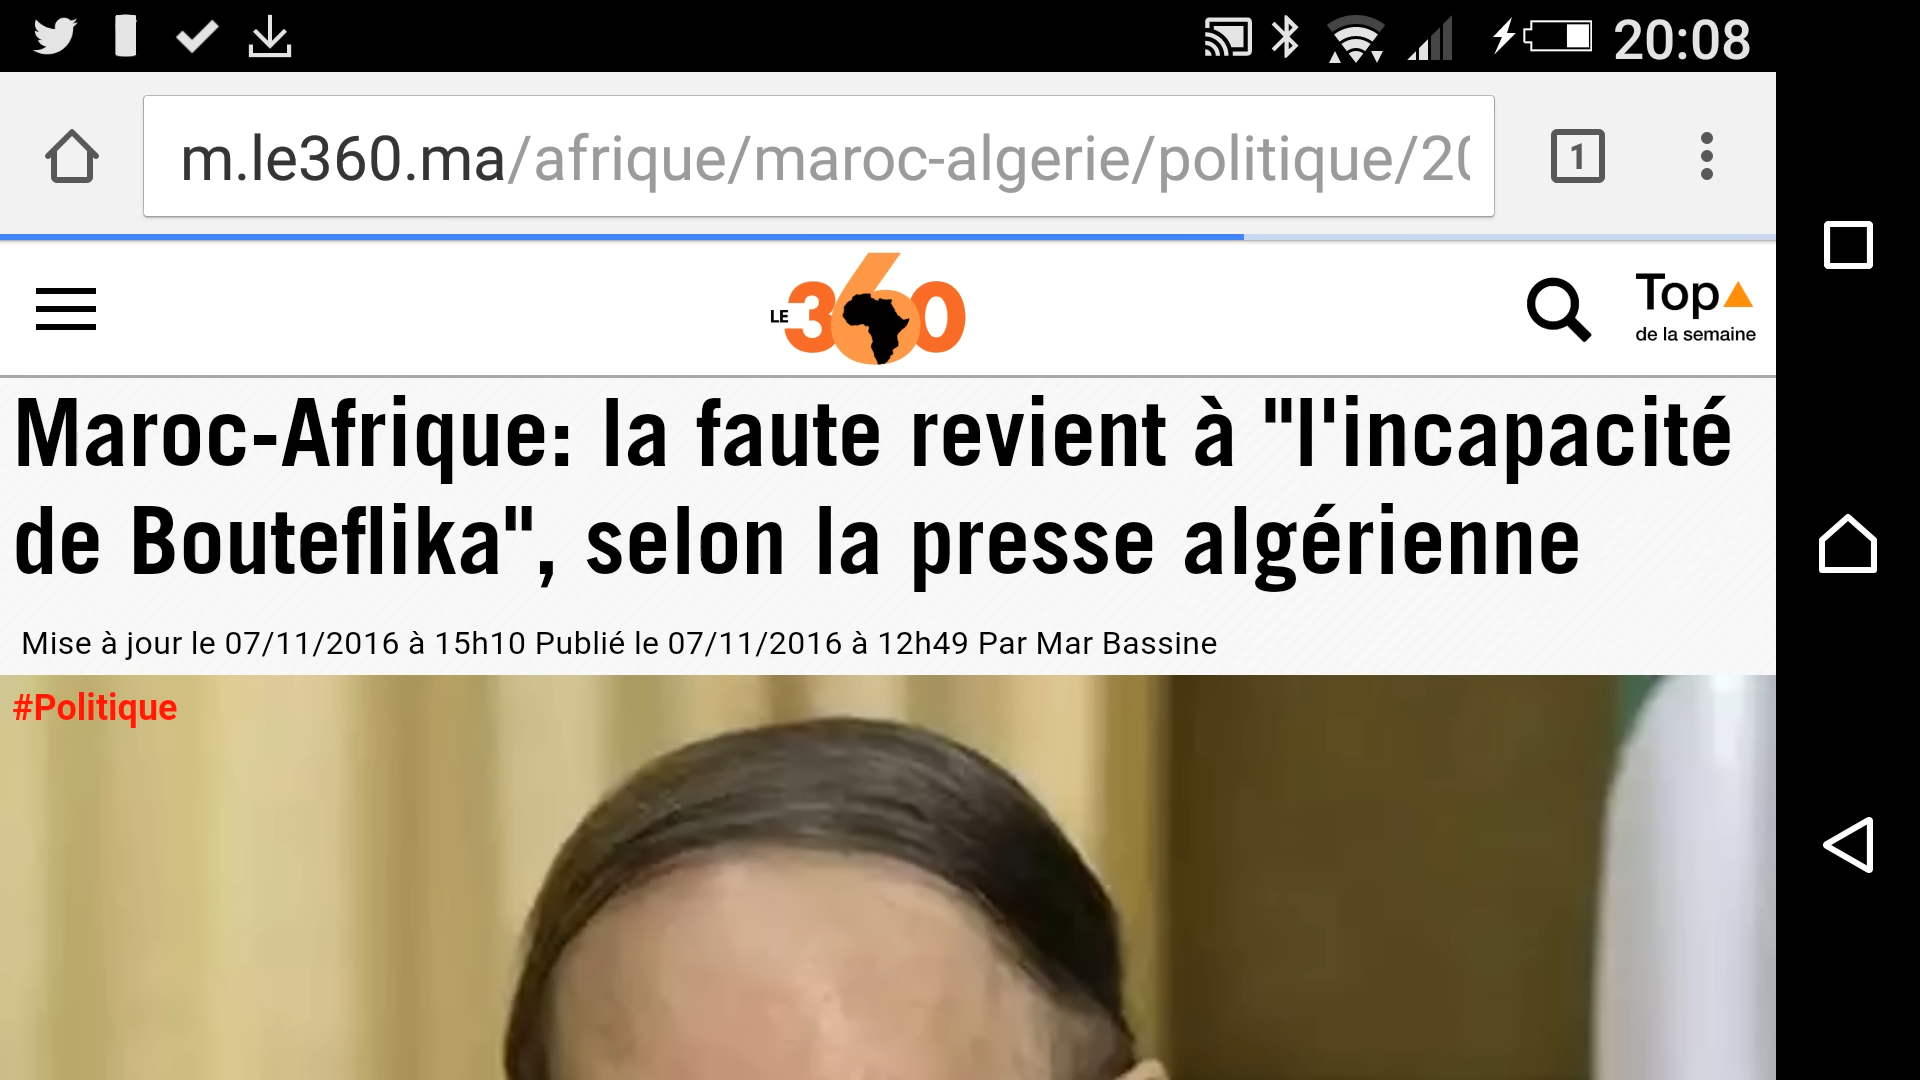 20:08
m.le360.ma/afrique/maroc-algerie/politique/20
1
LE 360
Top
de la semaine
Maroc-Afrique: la faute revient à "l'incapacité
de Bouteflika", selon la presse algérienne
Mise à jour le 07/11/2016 à 15h10 Publié le 07/11/2016 à 12h49 Par Mar Bassine
#Politique